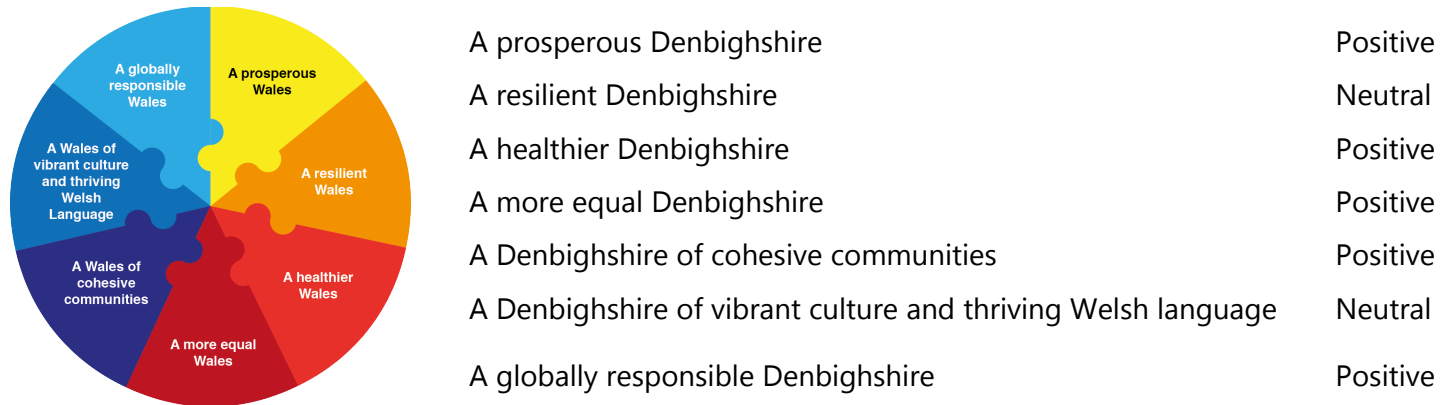 A globally
responsible
Wales
A prosperous
Wales
A resilient
Wales
A healthier
Wales
A more equal
Wales
A Wales of
cohesive
communities
A Wales of
vibrant culture
and thriving
Welsh
Language
A prosperous Denbighshire Positive
A resilient Denbighshire Neutral
A healthier Denbighshire Positive
A more equal Denbighshire Positive
A Denbighshire of cohesive communities Positive
A Denbighshire of vibrant culture and thriving Welsh language Neutral
A globally responsible Denbighshire Positive